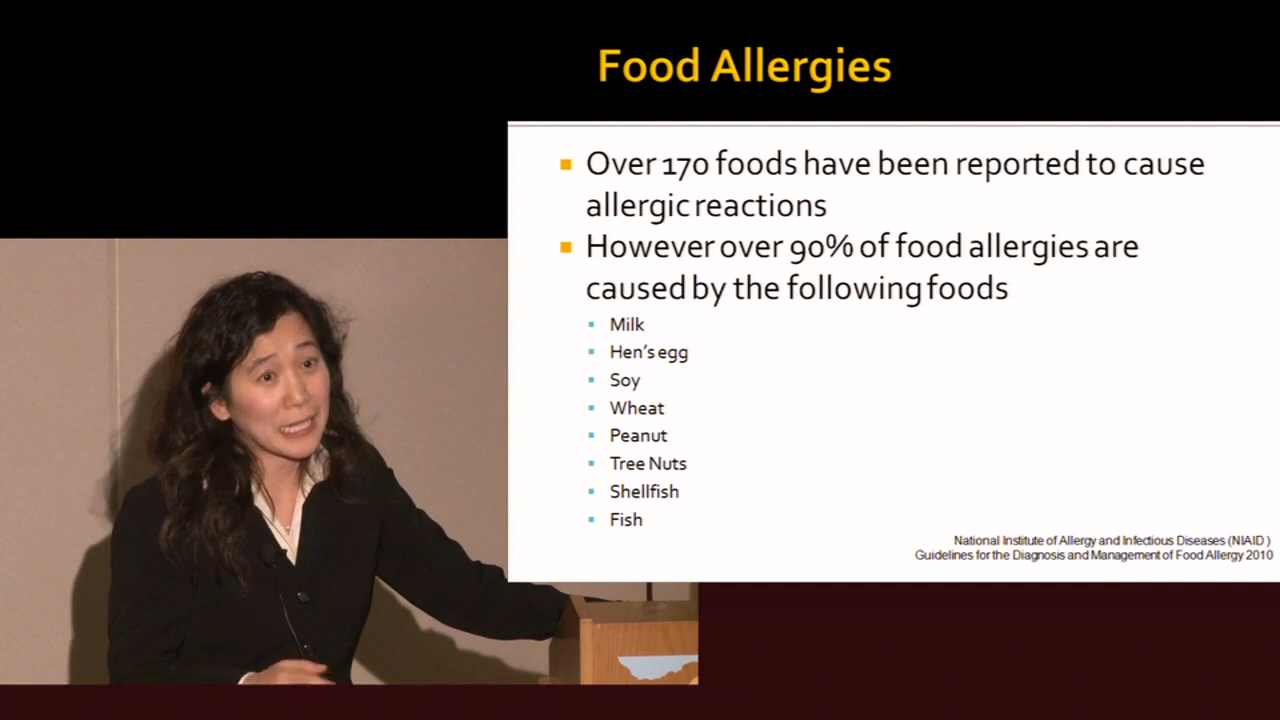 Food Allergies
Over 170 foods have been reported to cause
allergic reactions
However over 90% of food allergies are
caused by the following foods
Milk
Hen's egg
Soy
Wheat
Peanut
Tree Nuts
Shellfish
Fish
National Institute of Allergy and Infectious Diseases (NIAID )
Guidelines for the Diagnosis and Management of Food Allergy 2010